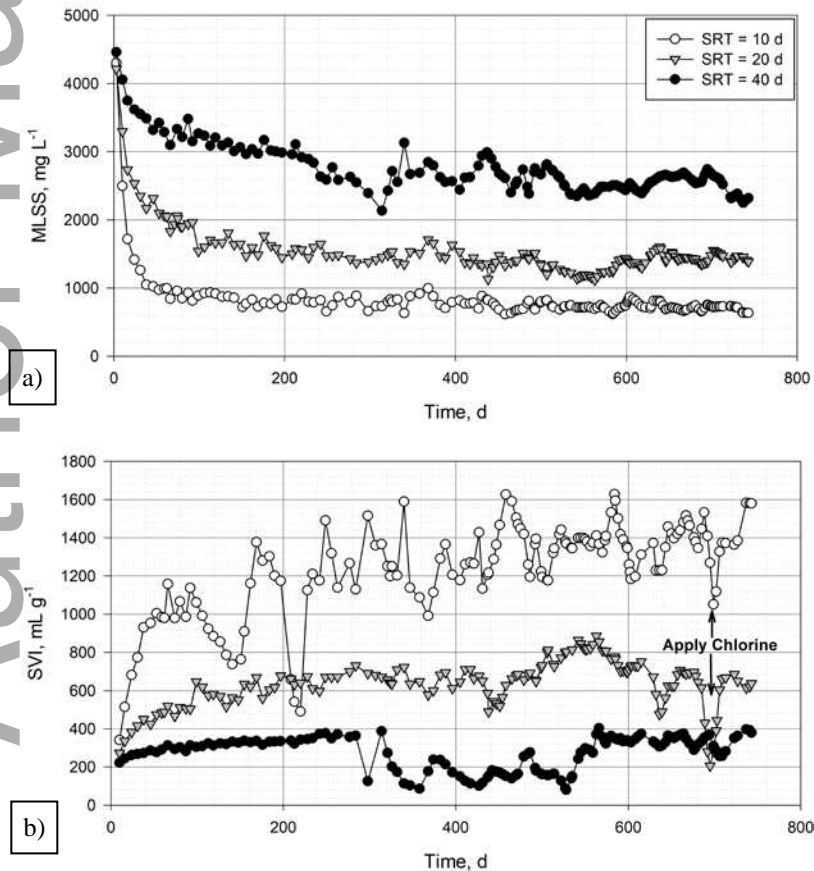 5000
4000
3000
2000
1000
0
MLSS, mg L-1
SRT = 10 d
SRT = 20 d
SRT = 40 d
0 200 400 600 800
Time, d
a)
1800
1600
1400
1200
1000
800
600
400
200
0
SVI, mL g-1
Apply Chlorine
0 200 400 600 800
Time, d
b)